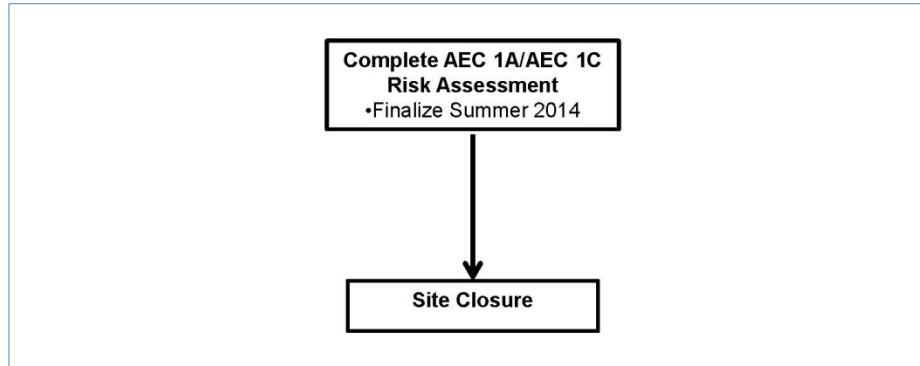 Complete AEC 1A/AEC 1C
Risk Assessment
•Finalize Summer 2014
Site Closure